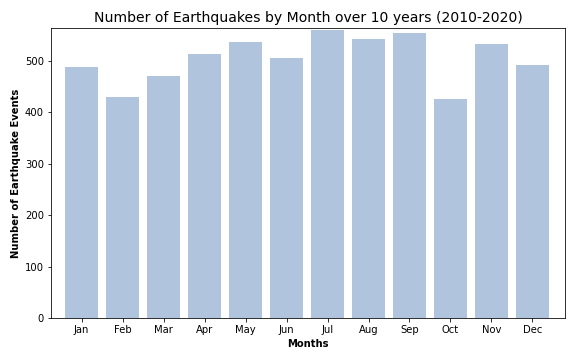 Number of Earthquakes by Month over 10 years (2010-2020)
Number of Earthquake Events
500
400
300
200
100
0
Jan Feb Mar Apr May Jun Jul Aug Sep Oct Nov Dec
Months